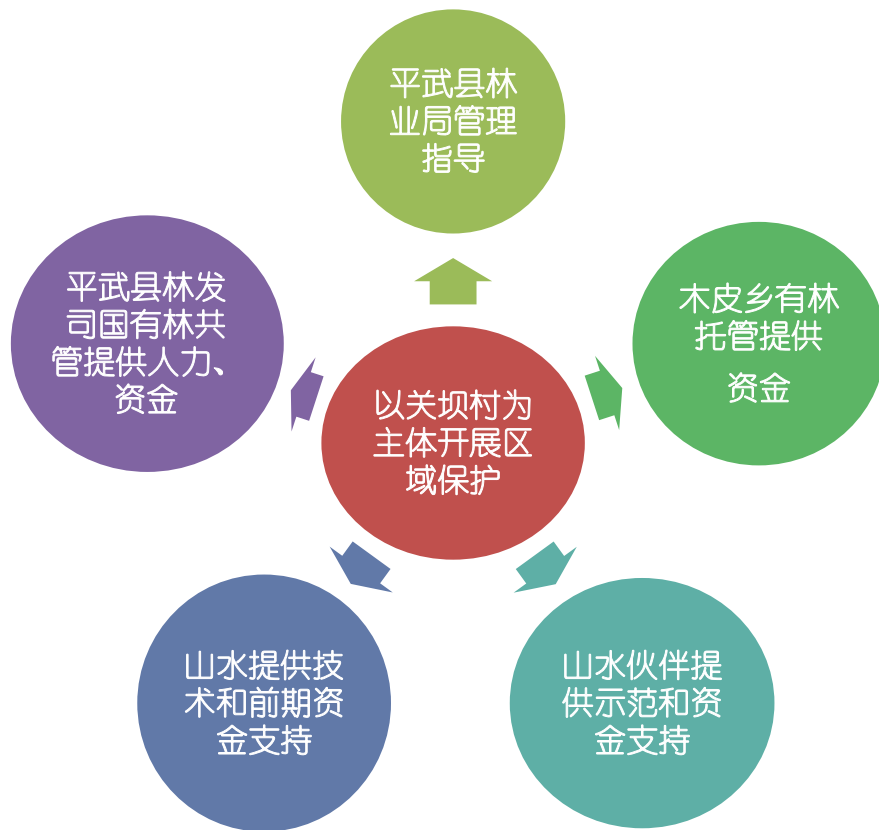 平武县林
业局管理
指导
平武县林发
司国有林共
管提供人力、
资金
木皮乡有林
托管提供
资金
以关坝村为
主体开展区
域保护
山水提供技
术和前期资
金支持
山水伙伴提
供示范和资
金支持